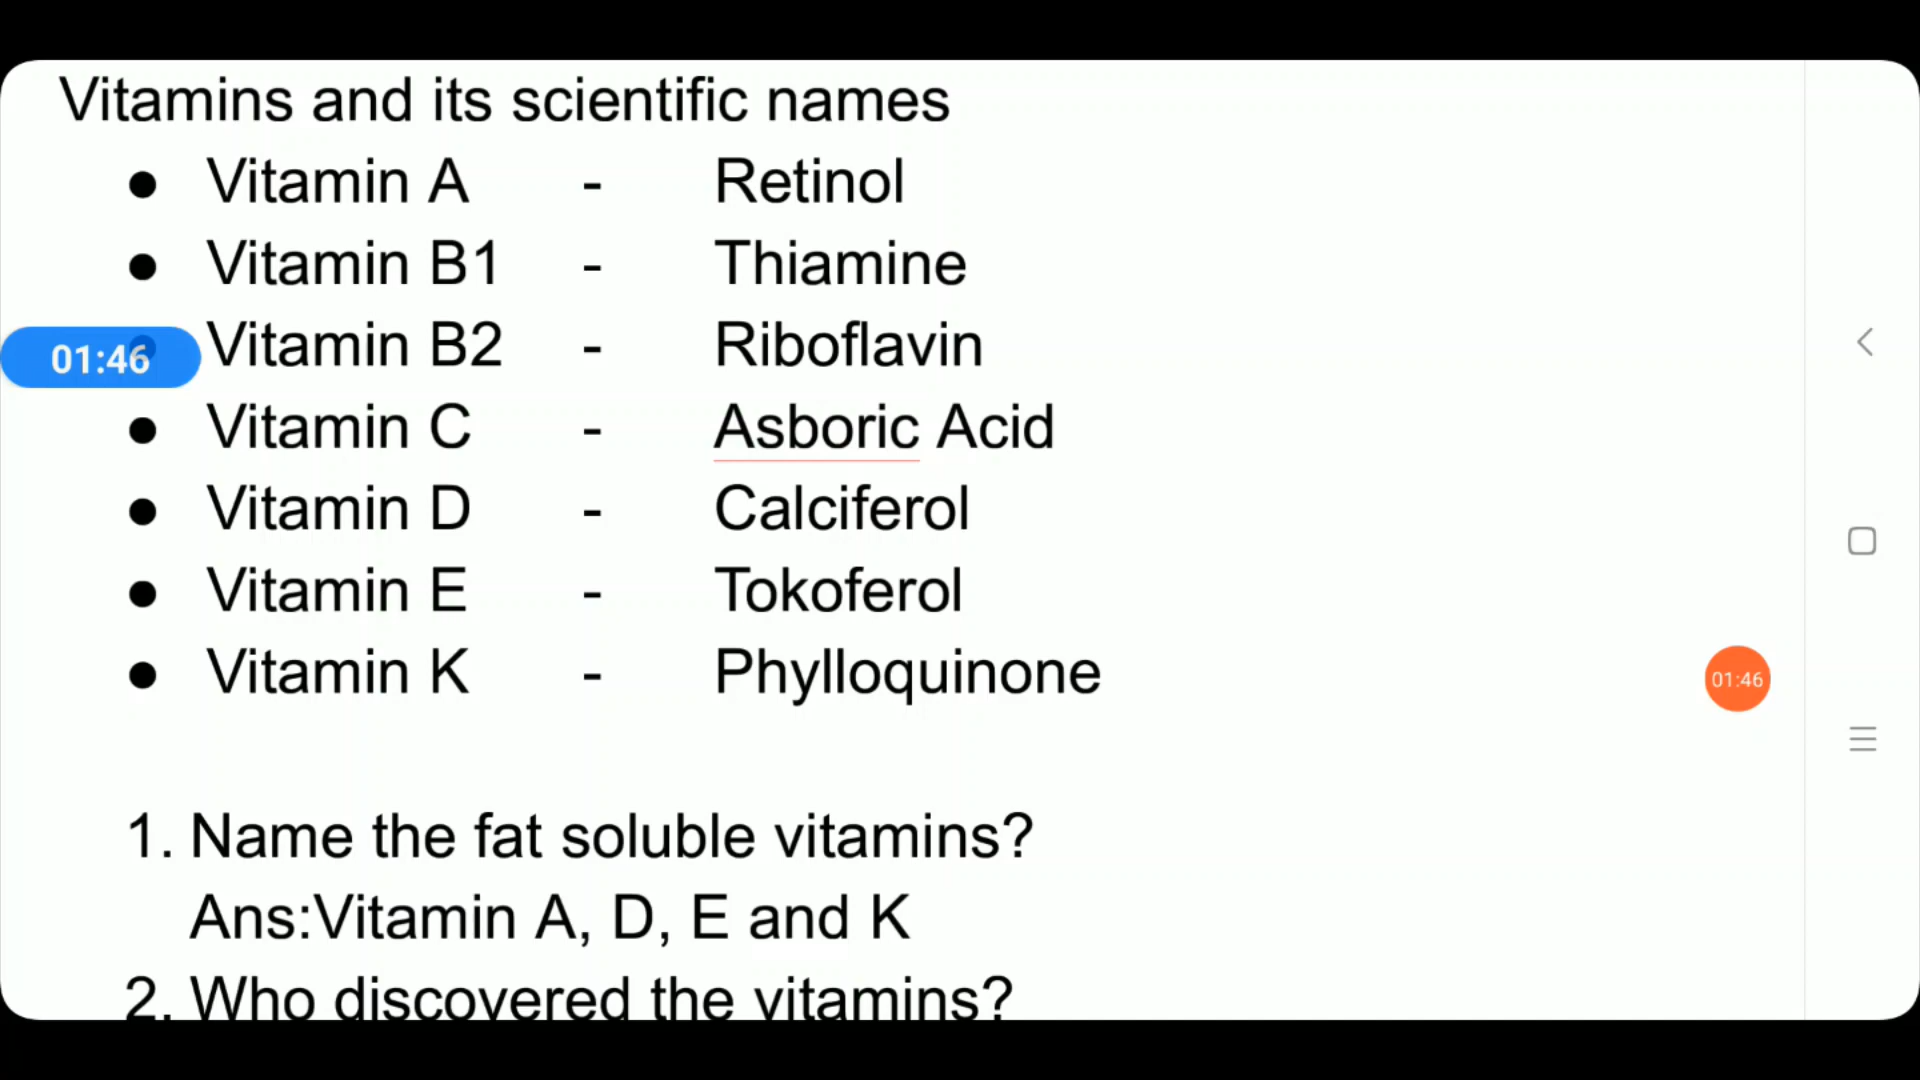 Vitamins and its scientific names
● Vitamin A - Retinol
● Vitamin B1 - Thiamine
● Vitamin B2 - Riboflavin
● Vitamin C - Asboric Acid
● Vitamin D - Calciferol
● Vitamin E - Tokoferol
● Vitamin K - Phylloquinone
01:46
01:46
1. Name the fat soluble vitamins?
Ans:Vitamin A, D, E and K
2. Who discovered the vitamins?